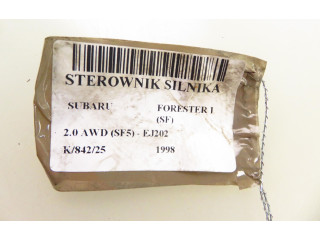 STEROWNIK SILNIKA
SUBARU FORESTER I
(SF)
2.0 AWD (SF5) - EJ202
K/842/25 1998